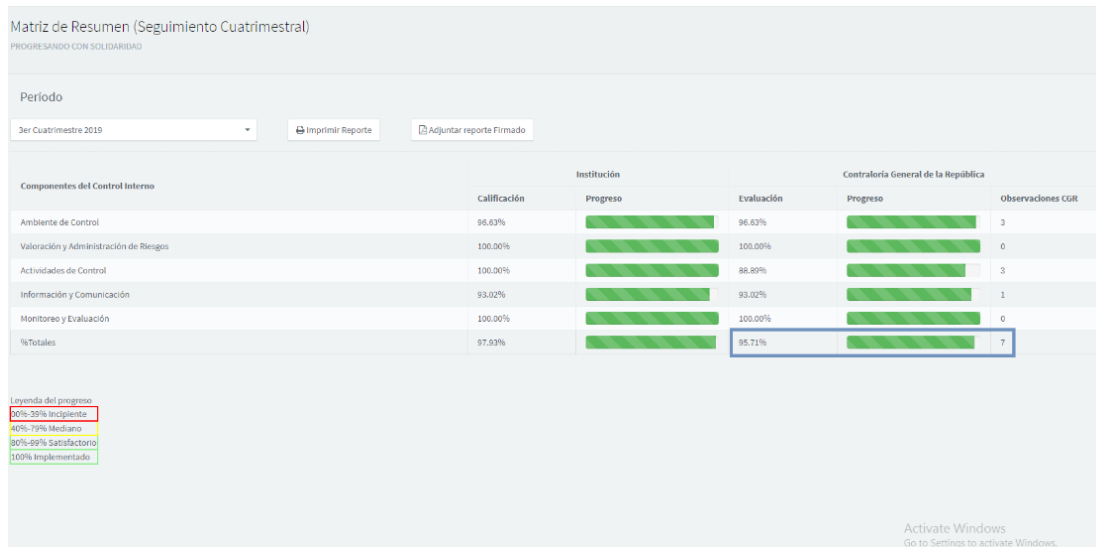 Matriz de Resumen (Seguimiento Cuatrimestral)
PROGRESANDO CON SOLIDARIDAD
Período
3er Cuatrimestre 2019 Imprimir Reporte Adjuntar reporte Firmado
Componentes del Control Interno Institución Contraloría General de la República
Calificación Progreso Evaluación Progreso Observaciones CGR
Ambiente de Control 96.63% 96.63% 3
Valoración y Administración de Riesgos 100.00% 100.00% 0
Actividades de Control 100.00% 88.89% 3
Información y Comunicación 93.02% 93.02% 1
Monitoreo y Evaluación 100.00% 100.00% 0
%Totales 97.93% 95.71% 7
Leyenda del progreso
00%-39% Incipiente
40%-79% Mediano
80%-99% Satisfactorio
100% Implementado
Activate Windows
Go to Settings to activate Windows.